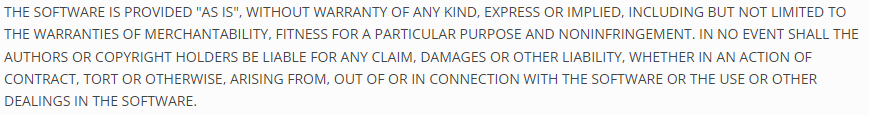 THE SOFTWARE IS PROVIDED "AS IS", WITHOUT WARRANTY OF ANY KIND, EXPRESS OR IMPLIED, INCLUDING BUT NOT LIMITED TO
THE WARRANTIES OF MERCHANTABILITY, FITNESS FOR A PARTICULAR PURPOSE AND NONINFRINGEMENT. IN NO EVENT SHALL THE
AUTHORS OR COPYRIGHT HOLDERS BE LIABLE FOR ANY CLAIM, DAMAGES OR OTHER LIABILITY, WHETHER IN AN ACTION OF
CONTRACT, TORT OR OTHERWISE, ARISING FROM, OUT OF OR IN CONNECTION WITH THE SOFTWARE OR THE USE OR OTHER
DEALINGS IN THE SOFTWARE.